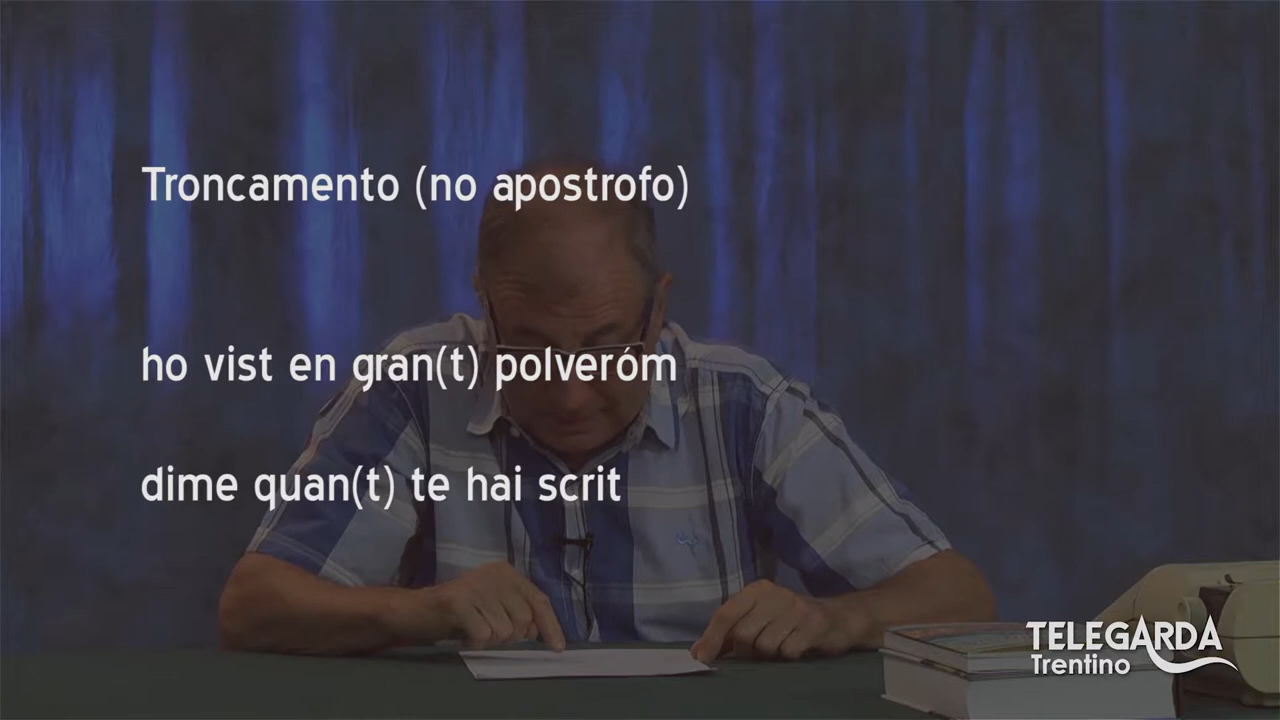 Troncamento (no apostrofo)
ho vist en gran(t) polveróm
dime quan(t) te hai scrit
TELEGARDA
Trentino